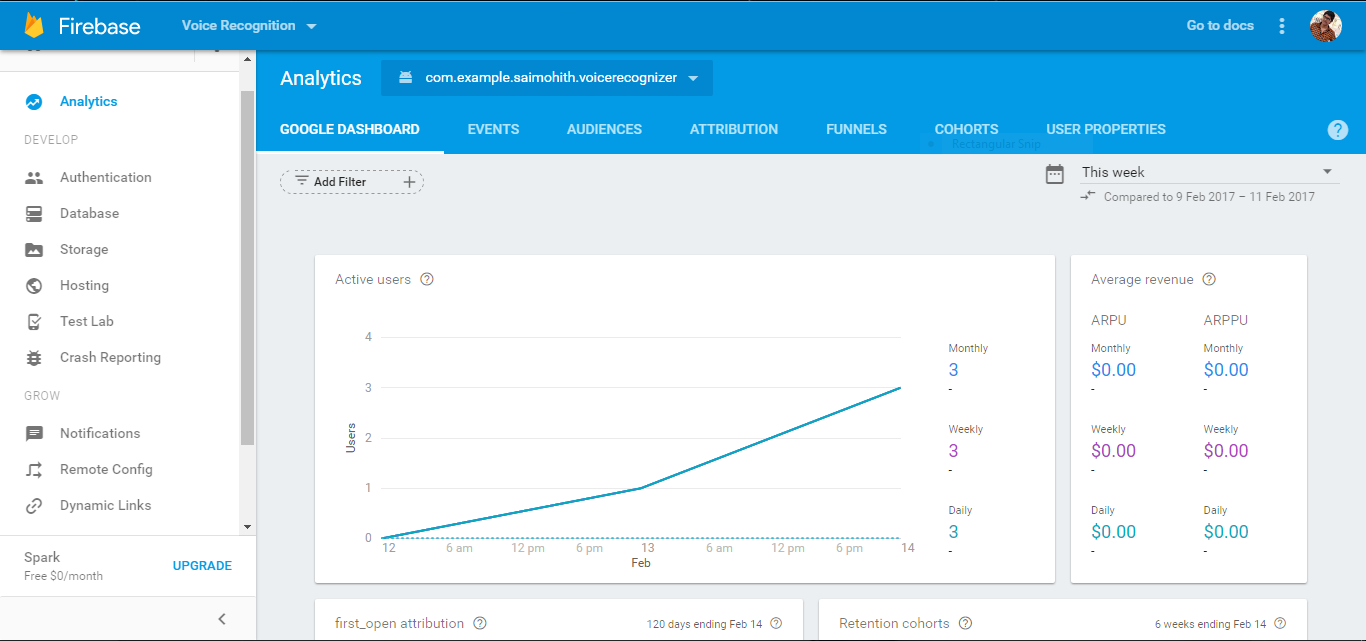 Firebase
Voice Recognition
Go to docs
Analytics
DEVELOP
Authentication
Database
Storage
Hosting
Test Lab
Crash Reporting
GROW
Notifications
Remote Config
Dynamic Links
Spark
Free $0/month
UPGRADE
Analytics
com.example.saimohith.voicerecognizer
GOOGLE DASHBOARD EVENTS AUDIENCES ATTRIBUTION FUNNELS COHORTS USER PROPERTIES
Rectangular Snip
Add Filter
This week
Compared to 9 Feb 2017 – 11 Feb 2017
Active users
Users
4
3
2
1
0
12 6 am 12 pm 6 pm 13 6 am 12 pm 6 pm 14
Feb
Monthly
3
-
Weekly
3
-
Daily
3
-
Average revenue
ARPU ARPPU
Monthly Monthly
$0.00 $0.00
- -
Weekly Weekly
$0.00 $0.00
- -
Daily Daily
$0.00 $0.00
- -
first_open attribution 120 days ending Feb 14
Retention cohorts 6 weeks ending Feb 14